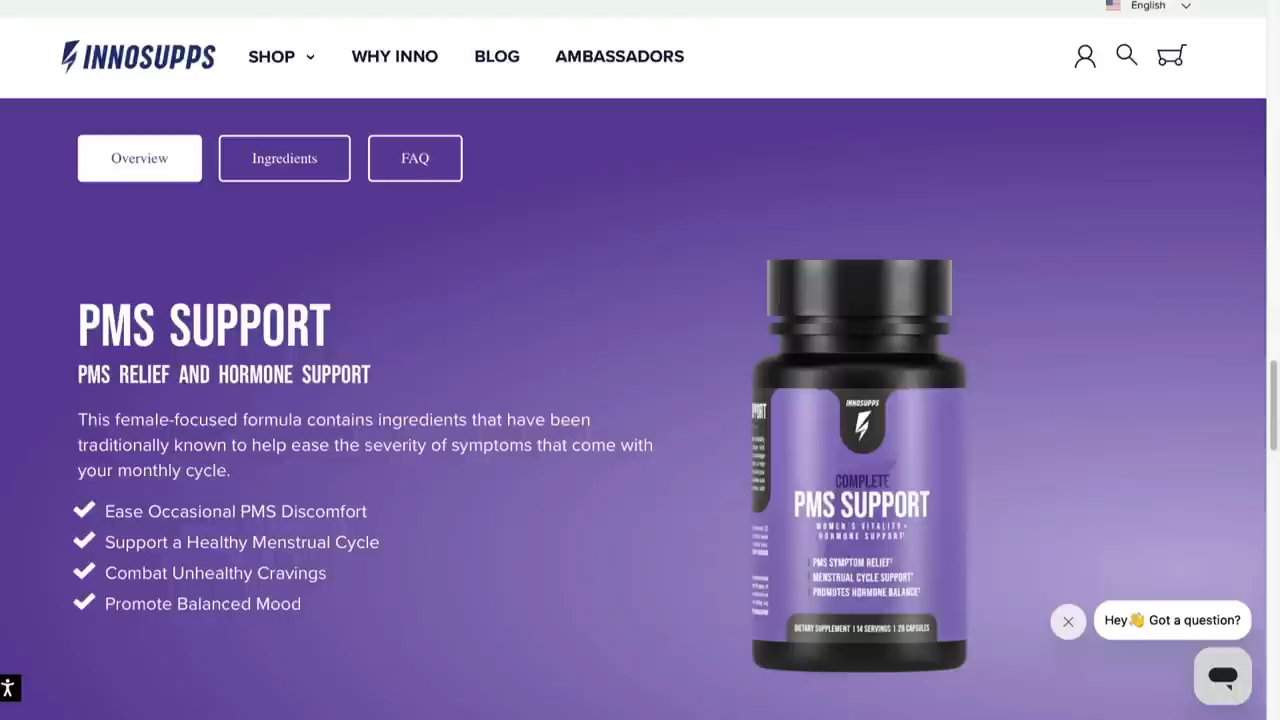 English
INNOSUPPS
SHOP
WHY INNO
BLOG
AMBASSADORS
Overview
Ingredients
FAQ
PMS SUPPORT
PMS RELIEF AND HORMONE SUPPORT
This female-focused formula contains ingredients that have been
traditionally known to help ease the severity of symptoms that come with
your monthly cycle.
Ease Occasional PMS Discomfort
Support a Healthy Menstrual Cycle
Combat Unhealthy Cravings
Promote Balanced Mood
INNOSUPPS
COMPLETE
PMS SUPPORT
WOMEN'S VITALITY +
HORMONE SUPPORT
PMS SYMPTOM RELIEF
MENSTRUAL CYCLE SUPPORT
PROMOTES HORMONE BALANCE
DIETARY SUPPLEMENT | 14 SERVINGS | 28 CAPSULES
Hey👋 Got a question?